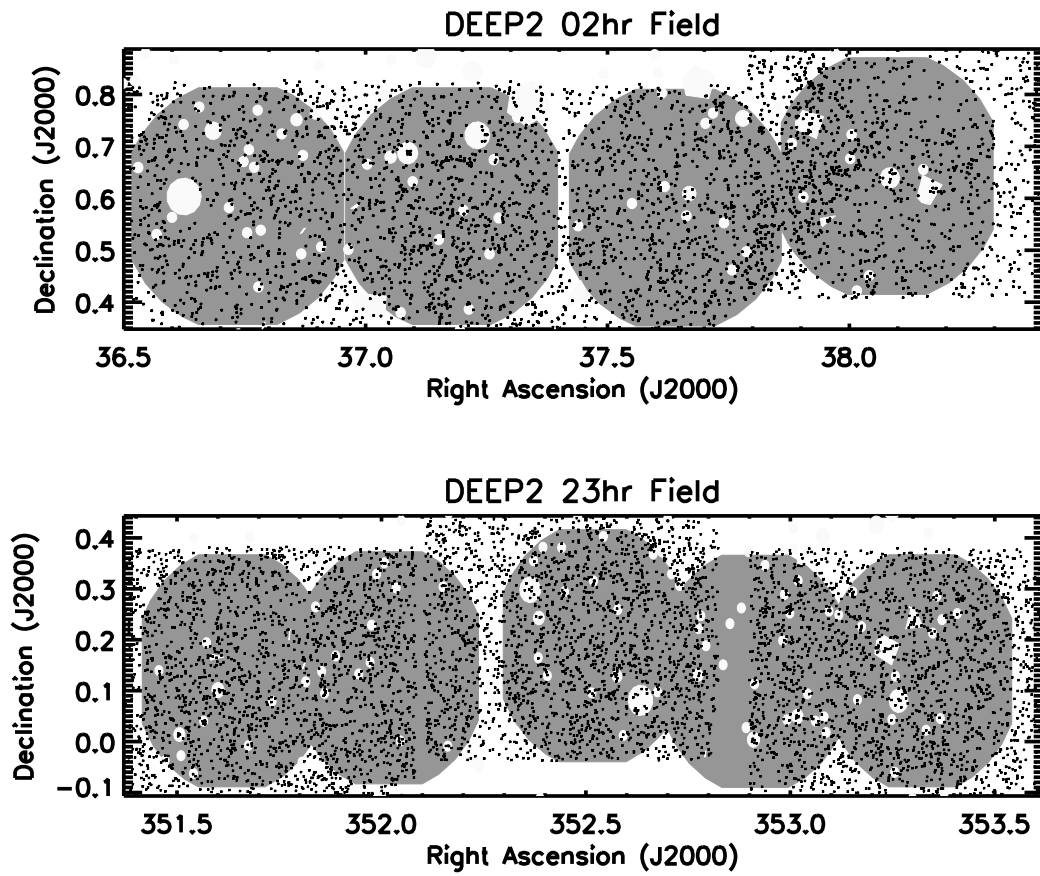 DEEP2 02hr Field
Declination (J2000)
0.8
0.7
0.6
0.5
0.4
36.5 37.0 37.5 38.0
Right Ascension (J2000)
DEEP2 23hr Field
Declination (J2000)
0.4
0.3
0.2
0.1
0.0
-0.1
351.5 352.0 352.5 353.0 353.5
Right Ascension (J2000)